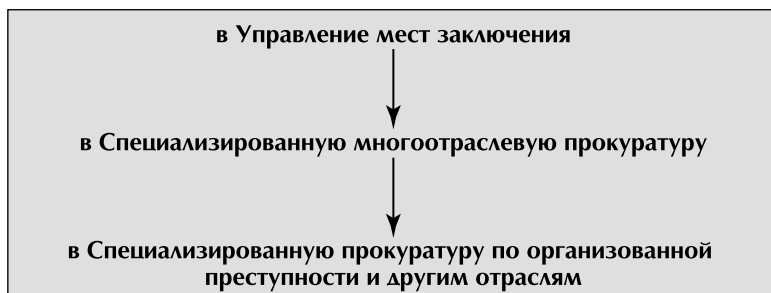 в Управление мест заключения
в Специализированную многоотраслевую прокуратуру
в Специализированную прокуратуру по организованной
преступности и другим отраслям